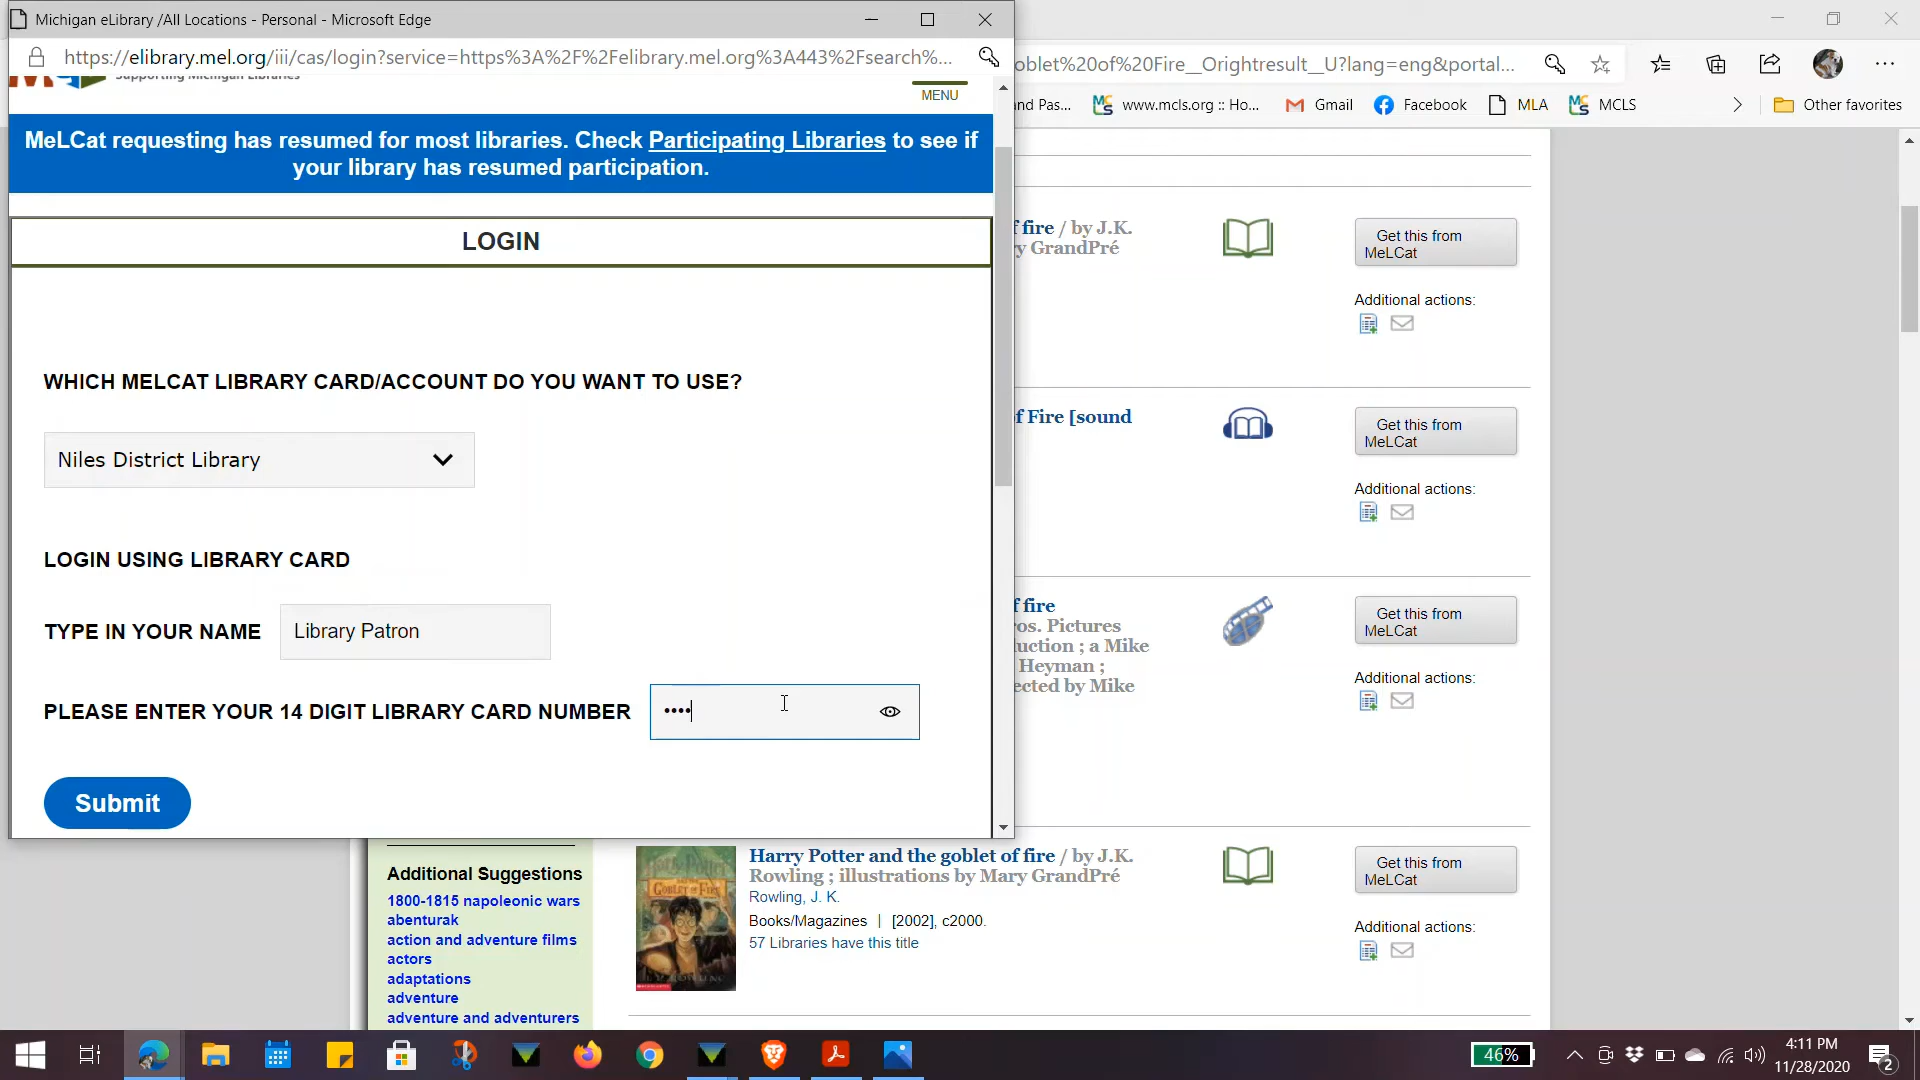 Michigan eLibrary /All Locations - Personal - Microsoft Edge
https://elibrary.mel.org/iii/cas/login?service=https%3A%2F%2Felibrary.mel.org%3A443%2Fsearch%...
Supporting Michigan Libraries
MENU
MeLCat requesting has resumed for most libraries. Check Participating Libraries to see if
your library has resumed participation.
LOGIN
WHICH MELCAT LIBRARY CARD/ACCOUNT DO YOU WANT TO USE?
Niles District Library
LOGIN USING LIBRARY CARD
TYPE IN YOUR NAME Library Patron
PLEASE ENTER YOUR 14 DIGIT LIBRARY CARD NUMBER ••••
Submit
oblet%20of%20Fire__Orightresult__U?lang=eng&portal...
nd Pas... www.mcls.org :: Ho... Gmail Facebook MLA MCLS Other favorites
f fire / by J.K.
y GrandPré
Get this from
MeLCat
Additional actions:
f Fire [sound
Get this from
MeLCat
Additional actions:
f fire
ros. Pictures
luction ; a Mike
Heyman ;
ected by Mike
Get this from
MeLCat
Additional actions:
Additional Suggestions
1800-1815 napoleonic wars
abenturak
action and adventure films
actors
adaptations
adventure
adventure and adventurers
GOBLET OF FIRE
Harry Potter and the goblet of fire / by J.K.
Rowling ; illustrations by Mary GrandPré
Rowling, J. K.
Books/Magazines | [2002], c2000.
57 Libraries have this title
Get this from
MeLCat
Additional actions:
46%
4:11 PM
11/28/2020
2